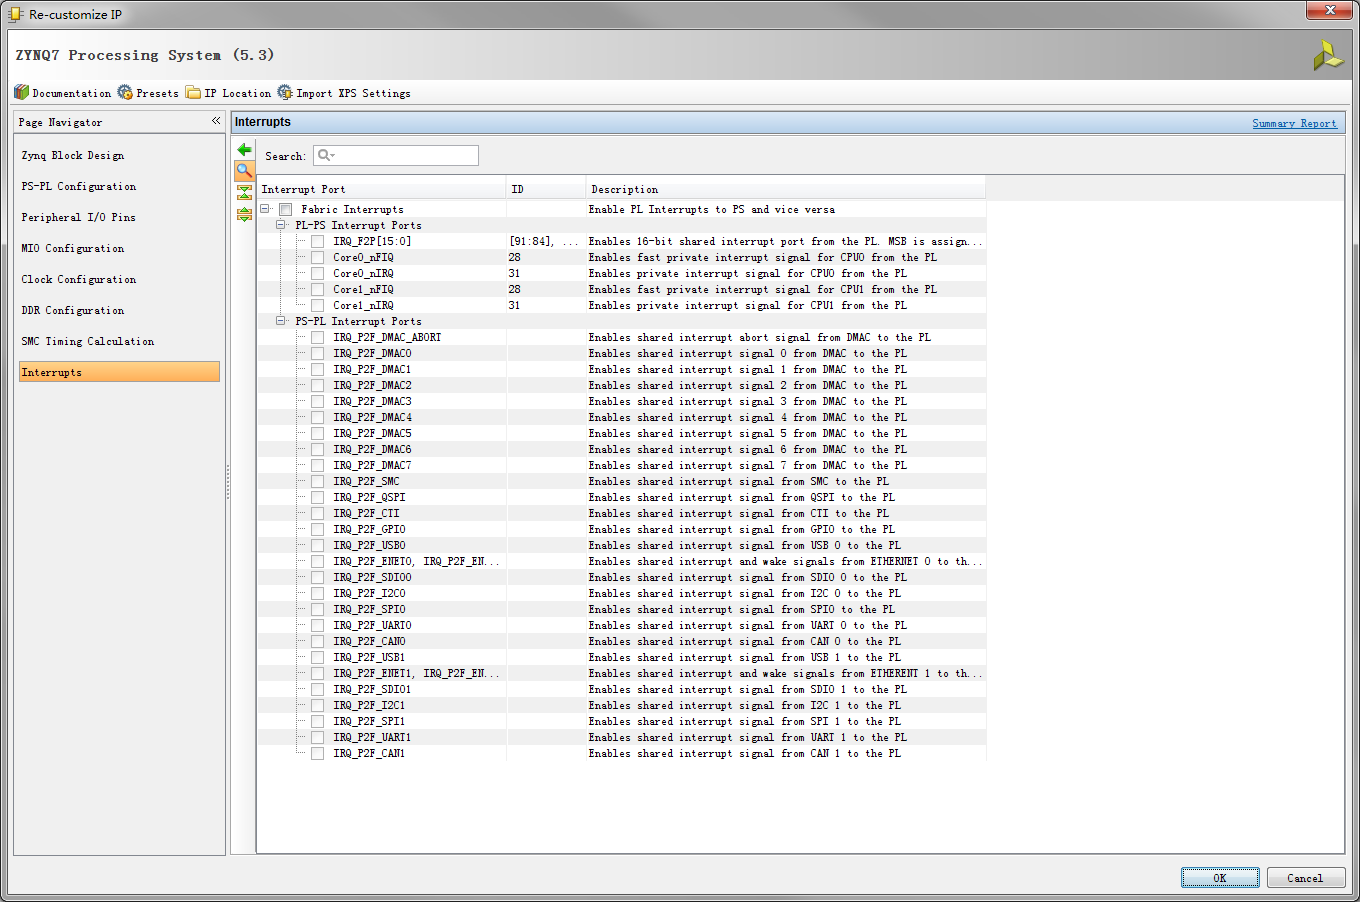 Re-customize IP
ZYNQ7 Processing System (5.3)
Documentation Presets IP Location Import XPS Settings
Page Navigator «
Zynq Block Design
PS-PL Configuration
Peripheral I/O Pins
MIO Configuration
Clock Configuration
DDR Configuration
SMC Timing Calculation
Interrupts
Interrupts Summary Report
Search:
Interrupt Port ID Description
Fabric Interrupts Enable PL Interrupts to PS and vice versa
PL-PS Interrupt Ports
IRQ_F2P[15:0] [91:84], ... Enables 16-bit shared interrupt port from the PL. MSB is assign...
Core0_nFIQ 28 Enables fast private interrupt signal for CPU0 from the PL
Core0_nIRQ 31 Enables private interrupt signal for CPU0 from the PL
Core1_nFIQ 28 Enables fast private interrupt signal for CPU1 from the PL
Core1_nIRQ 31 Enables private interrupt signal for CPU1 from the PL
PS-PL Interrupt Ports
IRQ_P2F_DMAC_ABORT Enables shared interrupt abort signal from DMAC to the PL
IRQ_P2F_DMAC0 Enables shared interrupt signal 0 from DMAC to the PL
IRQ_P2F_DMAC1 Enables shared interrupt signal 1 from DMAC to the PL
IRQ_P2F_DMAC2 Enables shared interrupt signal 2 from DMAC to the PL
IRQ_P2F_DMAC3 Enables shared interrupt signal 3 from DMAC to the PL
IRQ_P2F_DMAC4 Enables shared interrupt signal 4 from DMAC to the PL
IRQ_P2F_DMAC5 Enables shared interrupt signal 5 from DMAC to the PL
IRQ_P2F_DMAC6 Enables shared interrupt signal 6 from DMAC to the PL
IRQ_P2F_DMAC7 Enables shared interrupt signal 7 from DMAC to the PL
IRQ_P2F_SMC Enables shared interrupt signal from SMC to the PL
IRQ_P2F_QSPI Enables shared interrupt signal from QSPI to the PL
IRQ_P2F_CTI Enables shared interrupt signal from CTI to the PL
IRQ_P2F_GPIO Enables shared interrupt signal from GPIO to the PL
IRQ_P2F_USB0 Enables shared interrupt signal from USB 0 to the PL
IRQ_P2F_ENET0, IRQ_P2F_EN... Enables shared interrupt and wake signals from ETHERNET 0 to th...
IRQ_P2F_SDIO0 Enables shared interrupt signal from SDIO 0 to the PL
IRQ_P2F_I2C0 Enables shared interrupt signal from I2C 0 to the PL
IRQ_P2F_SPI0 Enables shared interrupt signal from SPI0 to the PL
IRQ_P2F_UART0 Enables shared interrupt signal from UART 0 to the PL
IRQ_P2F_CAN0 Enables shared interrupt signal from CAN 0 to the PL
IRQ_P2F_USB1 Enables shared interrupt signal from USB 1 to the PL
IRQ_P2F_ENET1, IRQ_P2F_EN... Enables shared interrupt and wake signals from ETHERENT 1 to th...
IRQ_P2F_SDIO1 Enables shared interrupt signal from SDIO 1 to the PL
IRQ_P2F_I2C1 Enables shared interrupt signal from I2C 1 to the PL
IRQ_P2F_SPI1 Enables shared interrupt signal from SPI 1 to the PL
IRQ_P2F_UART1 Enables shared interrupt signal from UART 1 to the PL
IRQ_P2F_CAN1 Enables shared interrupt signal from CAN 1 to the PL
OK Cancel